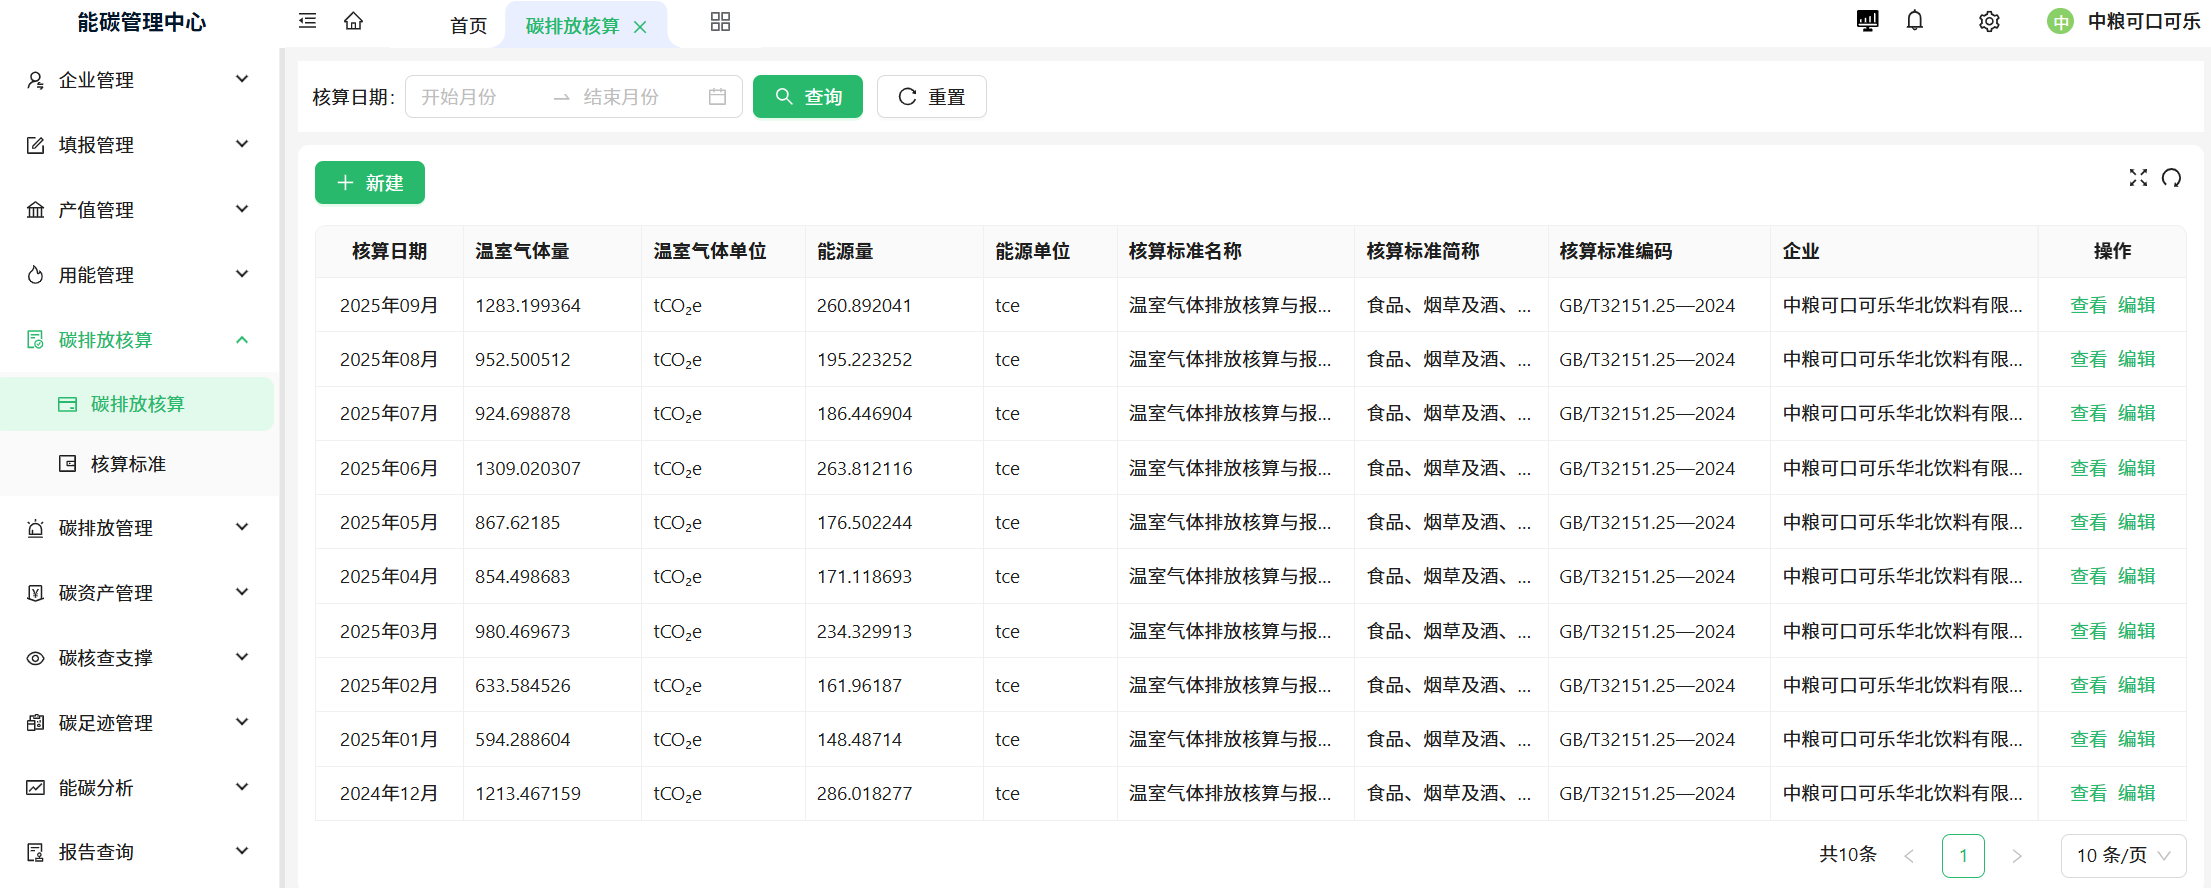 能碳管理中心
首页
碳排放核算
中
中粮可口可乐
企业管理
填报管理
产值管理
用能管理
碳排放核算
碳排放核算
核算标准
碳排放管理
碳资产管理
碳核查支撑
碳足迹管理
能碳分析
报告查询
核算日期: 开始月份 → 结束月份 查询 重置
+ 新建
核算日期 温室气体量 温室气体单位 能源量 能源单位 核算标准名称 核算标准简称 核算标准编码 企业 操作
2025年09月 1283.199364 tCO₂e 260.892041 tce 温室气体排放核算与报... 食品、烟草及酒、... GB/T32151.25—2024 中粮可口可乐华北饮料有限... 查看 编辑
2025年08月 952.500512 tCO₂e 195.223252 tce 温室气体排放核算与报... 食品、烟草及酒、... GB/T32151.25—2024 中粮可口可乐华北饮料有限... 查看 编辑
2025年07月 924.698878 tCO₂e 186.446904 tce 温室气体排放核算与报... 食品、烟草及酒、... GB/T32151.25—2024 中粮可口可乐华北饮料有限... 查看 编辑
2025年06月 1309.020307 tCO₂e 263.812116 tce 温室气体排放核算与报... 食品、烟草及酒、... GB/T32151.25—2024 中粮可口可乐华北饮料有限... 查看 编辑
2025年05月 867.62185 tCO₂e 176.502244 tce 温室气体排放核算与报... 食品、烟草及酒、... GB/T32151.25—2024 中粮可口可乐华北饮料有限... 查看 编辑
2025年04月 854.498683 tCO₂e 171.118693 tce 温室气体排放核算与报... 食品、烟草及酒、... GB/T32151.25—2024 中粮可口可乐华北饮料有限... 查看 编辑
2025年03月 980.469673 tCO₂e 234.329913 tce 温室气体排放核算与报... 食品、烟草及酒、... GB/T32151.25—2024 中粮可口可乐华北饮料有限... 查看 编辑
2025年02月 633.584526 tCO₂e 161.96187 tce 温室气体排放核算与报... 食品、烟草及酒、... GB/T32151.25—2024 中粮可口可乐华北饮料有限... 查看 编辑
2025年01月 594.288604 tCO₂e 148.48714 tce 温室气体排放核算与报... 食品、烟草及酒、... GB/T32151.25—2024 中粮可口可乐华北饮料有限... 查看 编辑
2024年12月 1213.467159 tCO₂e 286.018277 tce 温室气体排放核算与报... 食品、烟草及酒、... GB/T32151.25—2024 中粮可口可乐华北饮料有限... 查看 编辑
共10条 < 1 > 10 条/页